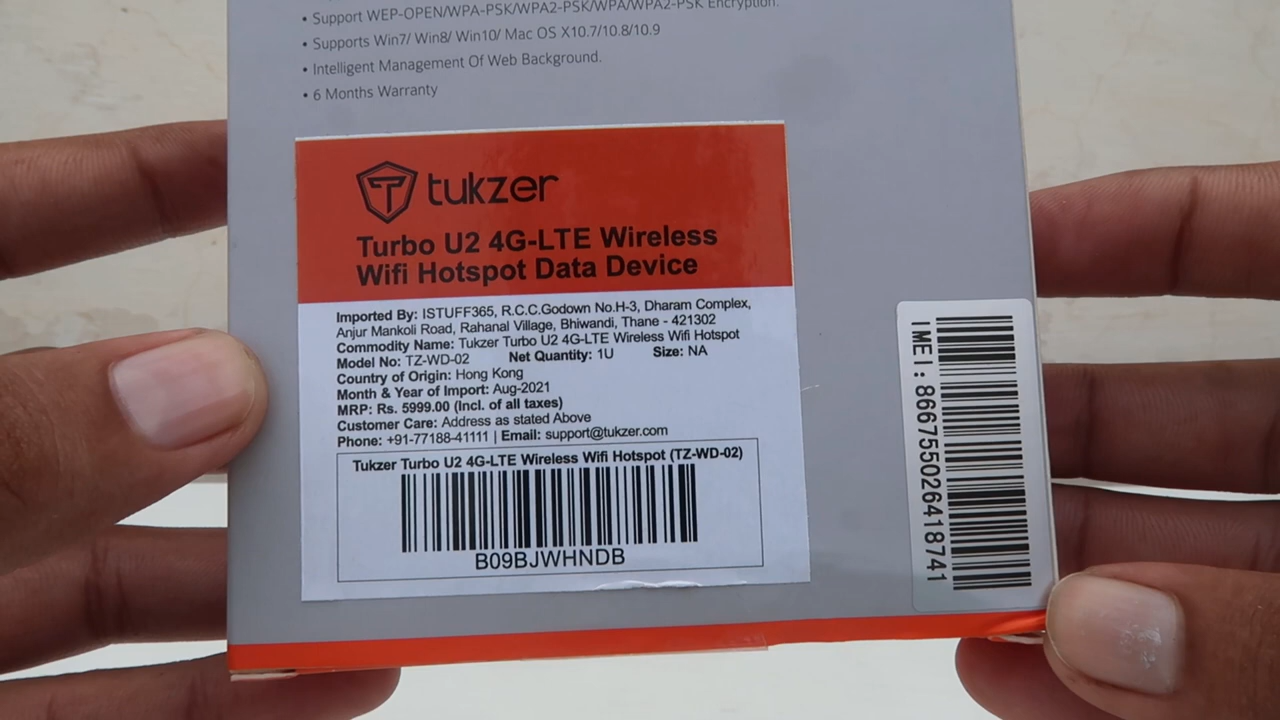 • Support WEP-OPEN/WPA-PSK/WPA2-PSK/WPA/WPA2-PSK Encryption.
• Supports Win7/ Win8/ Win10/ Mac OS X10.7/10.8/10.9
• Intelligent Management Of Web Background.
• 6 Months Warranty
tukzer
Turbo U2 4G-LTE Wireless
Wifi Hotspot Data Device
Imported By: ISTUFF365, R.C.C.Godown No.H-3, Dharam Complex,
Anjur Mankoli Road, Rahanal Village, Bhiwandi, Thane - 421302
Commodity Name: Tukzer Turbo U2 4G-LTE Wireless Wifi Hotspot
Model No: TZ-WD-02 Net Quantity: 1U Size: NA
Country of Origin: Hong Kong
Month & Year of Import: Aug-2021
MRP: Rs. 5999.00 (Incl. of all taxes)
Customer Care: Address as stated Above
Phone: +91-77188-41111 | Email: support@tukzer.com
Tukzer Turbo U2 4G-LTE Wireless Wifi Hotspot (TZ-WD-02)
B09BJWHNDB
IMEI:866755026418741